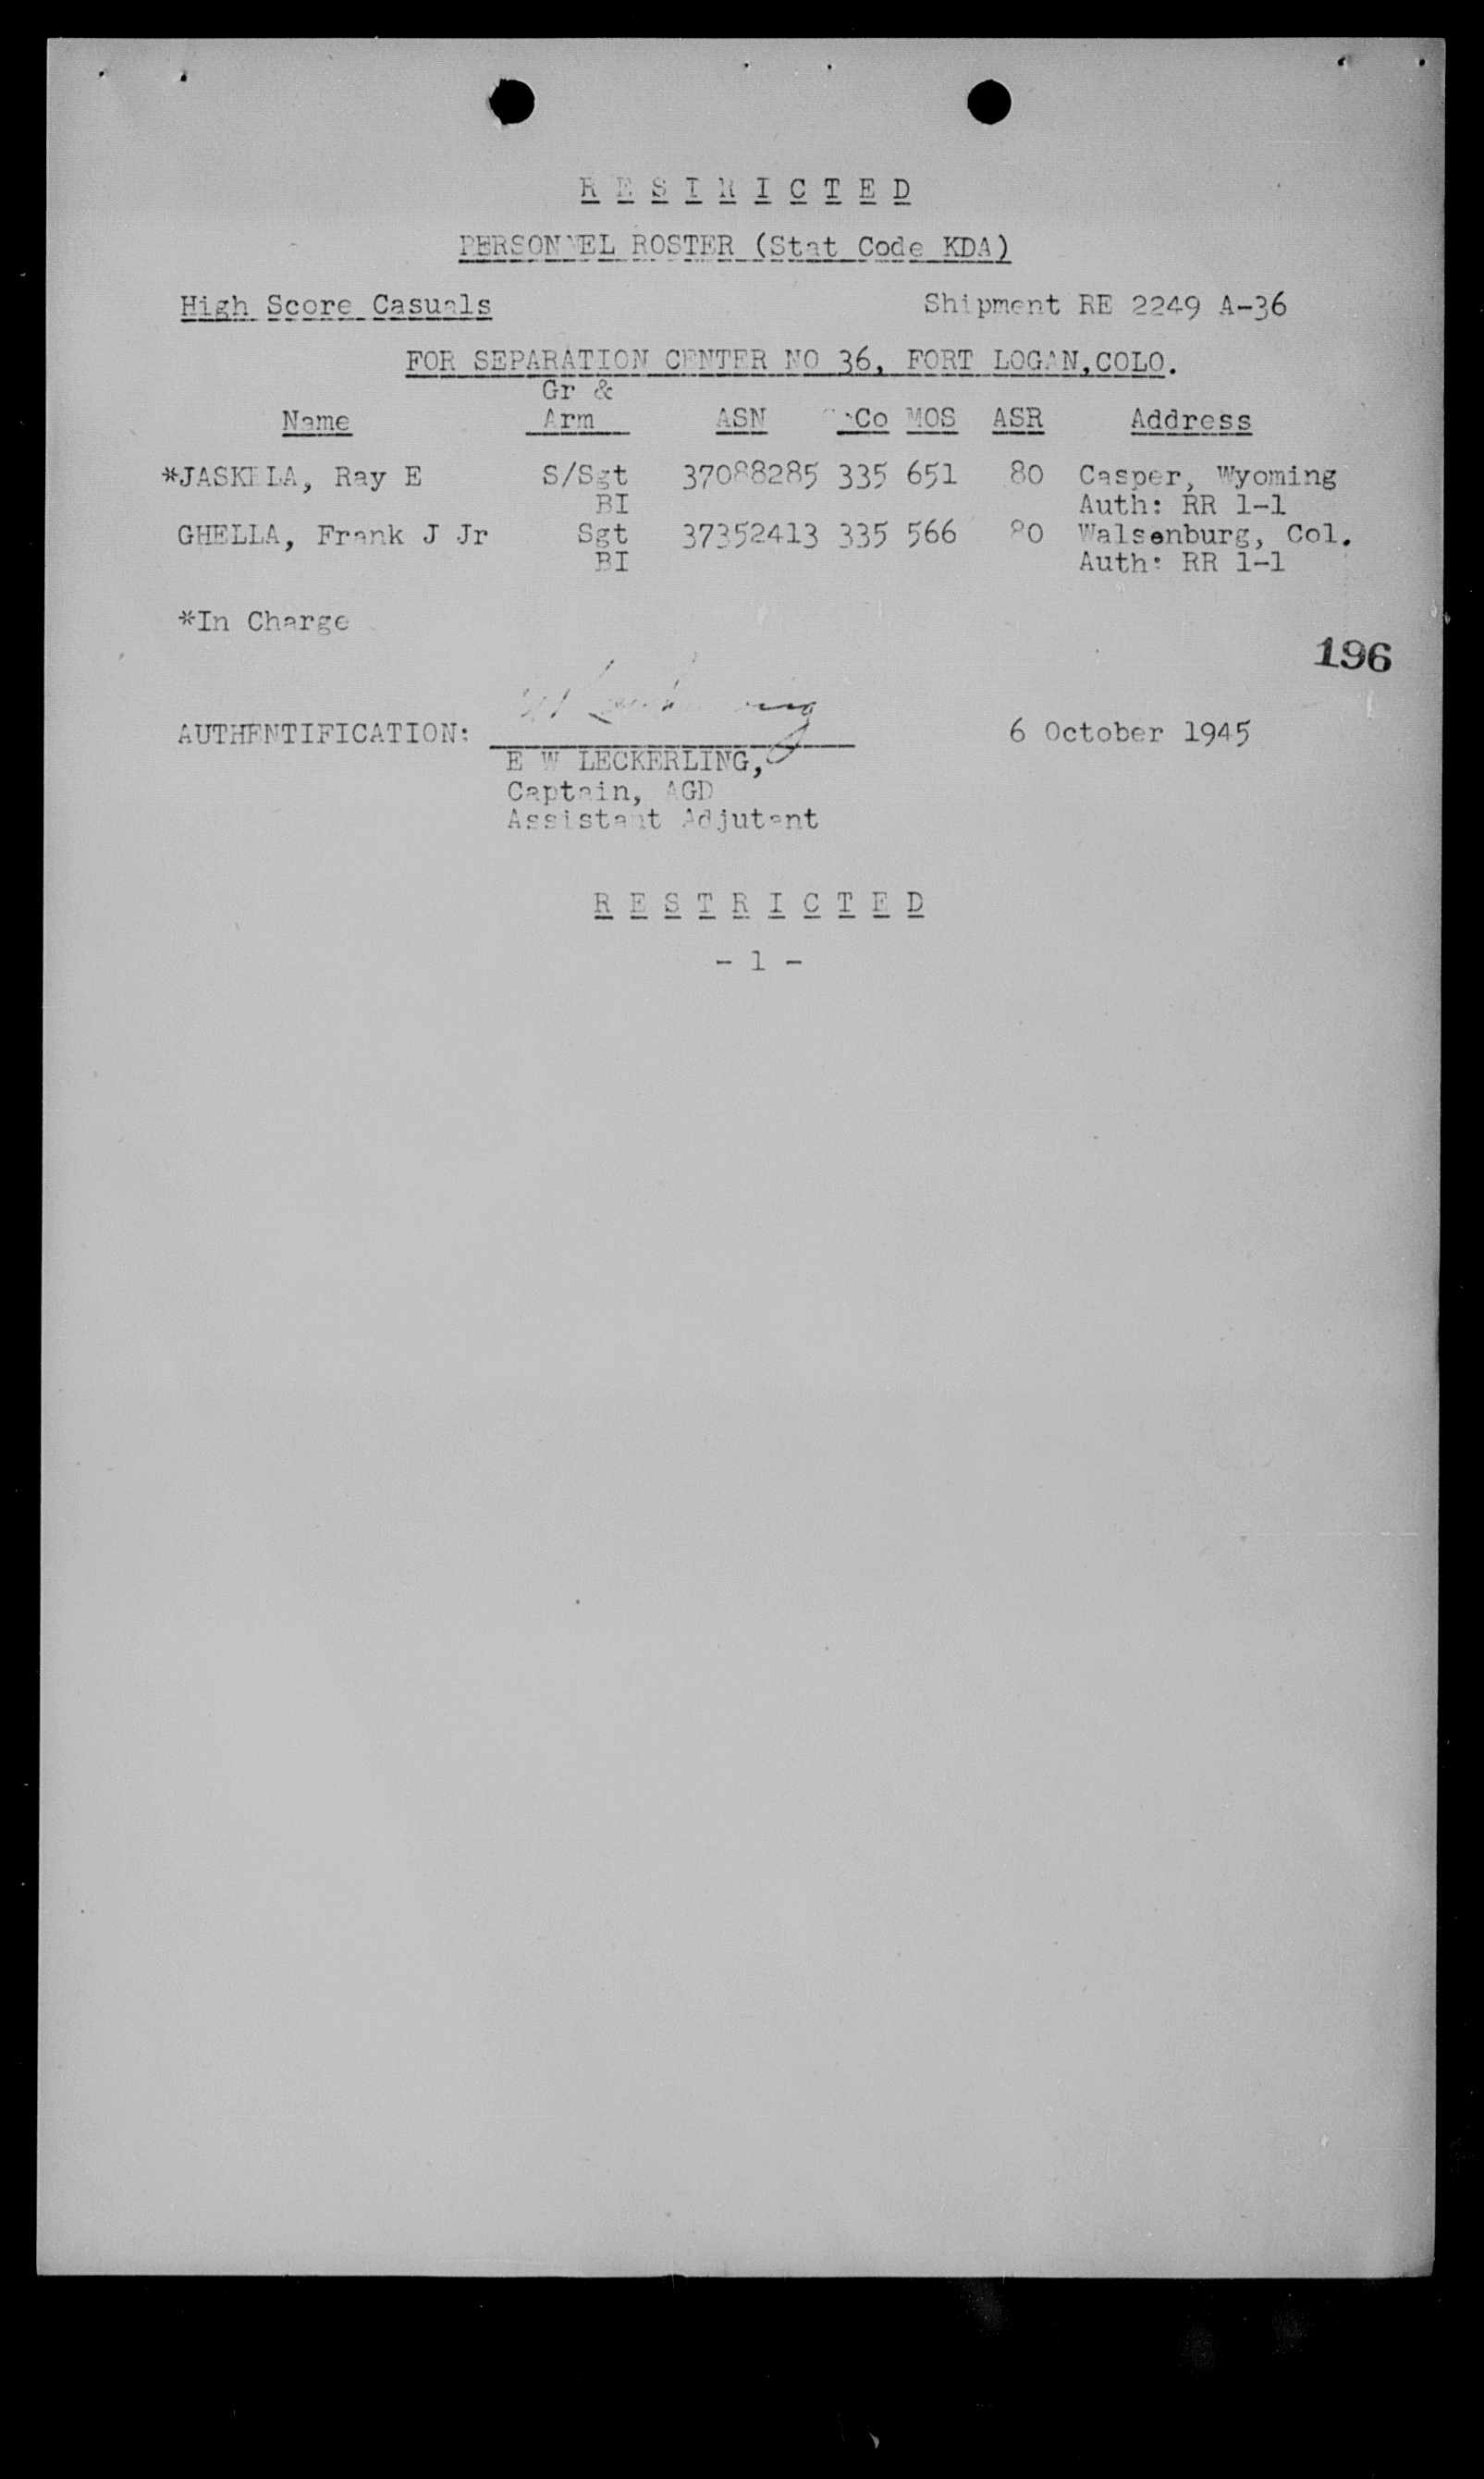 R E S T R I C T E D
PERSONNEL ROSTER (Stat Code KDA)
High Score Casuals Shipment RE 2249 A-36
FOR SEPARATION CENTER NO 36, FORT LOGAN, COLO.
Gr &
Name Arm ASN Co MOS ASR Address
*JASKELA, Ray E S/Sgt 37088285 335 651 80 Casper, Wyoming
BI Auth: RR 1-1
GHELLA, Frank J Jr Sgt 37352413 335 566 80 Walsenburg, Col.
BI Auth: RR 1-1
*In Charge
196
AUTHENTIFICATION: 6 October 1945
E W LECKERLING,
Captain, AGD
Assistant Adjutant
R E S T R I C T E D
- 1 -